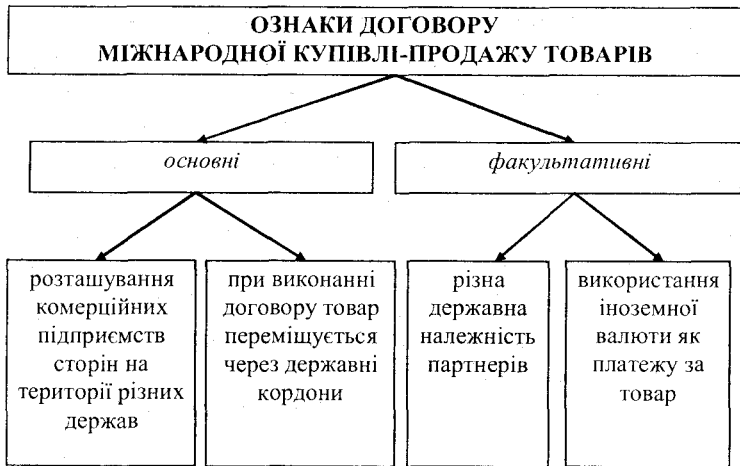 ОЗНАКИ ДОГОВОРУ
МІЖНАРОДНОЇ КУПІВЛІ-ПРОДАЖУ ТОВАРІВ
основні
факультативні
розташування
комерційних
підприємств
сторін на
території різних
держав
при виконанні
договору товар
переміщується
через державні
кордони
різна
державна
належність
партнерів
використання
іноземної
валюти як
платежу за
товар